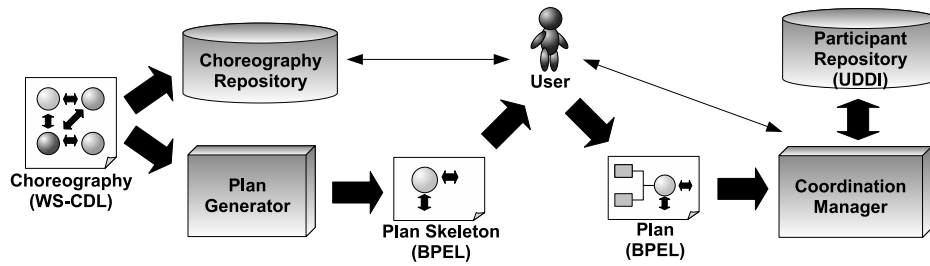 Choreography
Repository
User
Participant
Repository
(UDDI)
Choreography
(WS-CDL)
Plan
Generator
Plan Skeleton
(BPEL)
Plan
(BPEL)
Coordination
Manager